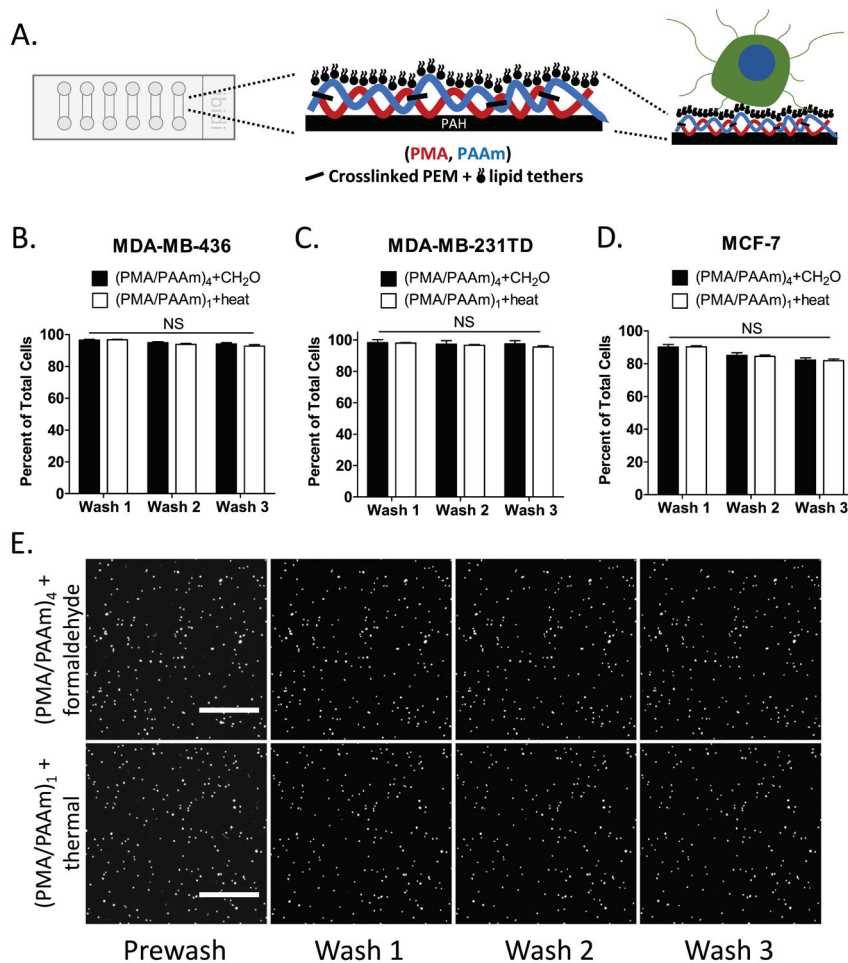 A.
ibidi
PAH
(PMA, PAAm)
Crosslinked PEM + lipid tethers
B.
MDA-MB-436
(PMA/PAAm)4+CH2O
(PMA/PAAm)1+heat
NS
Percent of Total Cells
100
80
60
40
20
0
Wash 1 Wash 2 Wash 3
C.
MDA-MB-231TD
(PMA/PAAm)4+CH2O
(PMA/PAAm)1+heat
NS
Percent of Total Cells
100
80
60
40
20
0
Wash 1 Wash 2 Wash 3
D.
MCF-7
(PMA/PAAm)4+CH2O
(PMA/PAAm)1+heat
NS
Percent of Total Cells
100
80
60
40
20
0
Wash 1 Wash 2 Wash 3
E.
(PMA/PAAm)4 +
formaldehyde
(PMA/PAAm)1 +
thermal
Prewash Wash 1 Wash 2 Wash 3